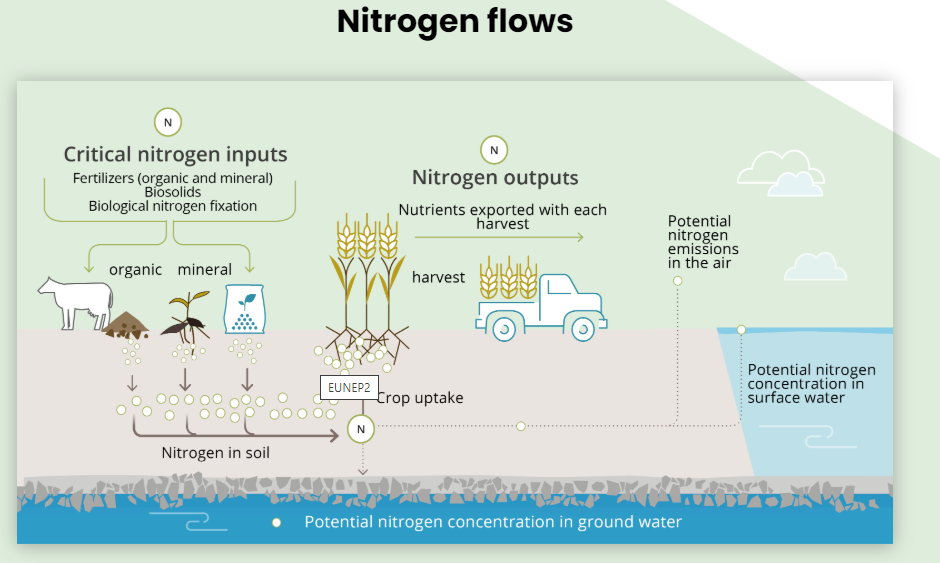 Nitrogen flows
N
Critical nitrogen inputs
Fertilizers (organic and mineral)
Biosolids
Biological nitrogen fixation
organic mineral
N
Nitrogen outputs
Nutrients exported with each
harvest
harvest
Potential
nitrogen
emissions
in the air
EUNEP2
Crop uptake
N
Nitrogen in soil
Potential nitrogen
concentration in
surface water
Potential nitrogen concentration in ground water